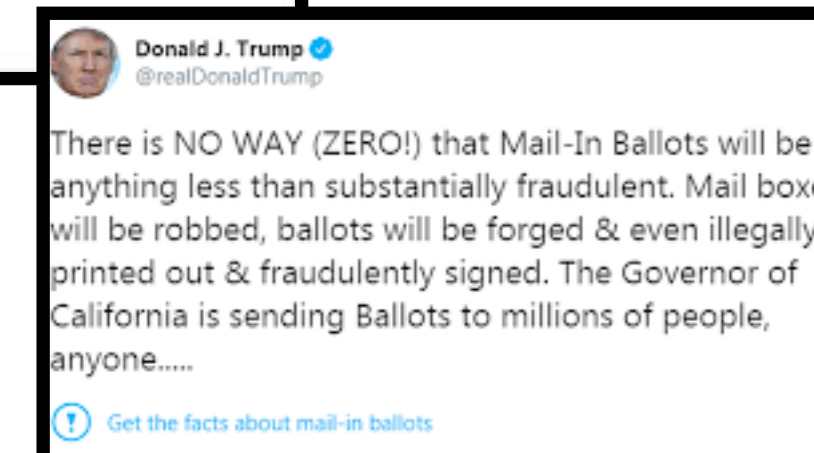 Donald J. Trump
@realDonaldTrump
There is NO WAY (ZERO!) that Mail-In Ballots will be
anything less than substantially fraudulent. Mail
will be robbed, ballots will be forged & even illegally
printed out & fraudulently signed. The Governor of
California is sending Ballots to millions of people,
anyone.....
Get the facts about mail-in ballots